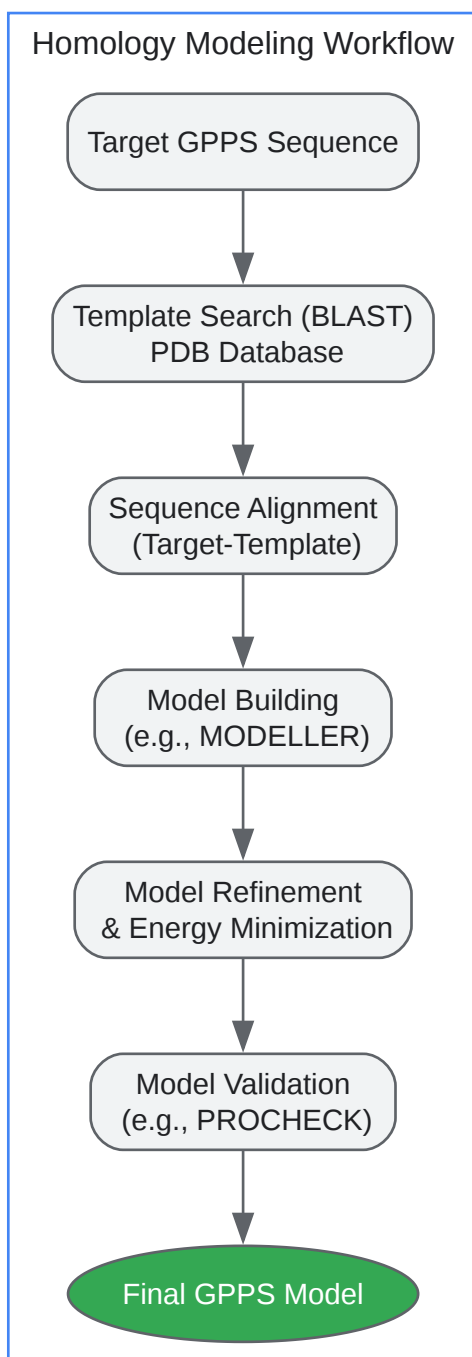 Homology Modeling Workflow
Target GPPS Sequence
Template Search (BLAST)
PDB Database
Sequence Alignment
(Target-Template)
Model Building
(e.g., MODELLER)
Model Refinement
& Energy Minimization
Model Validation
(e.g., PROCHECK)
Final GPPS Model